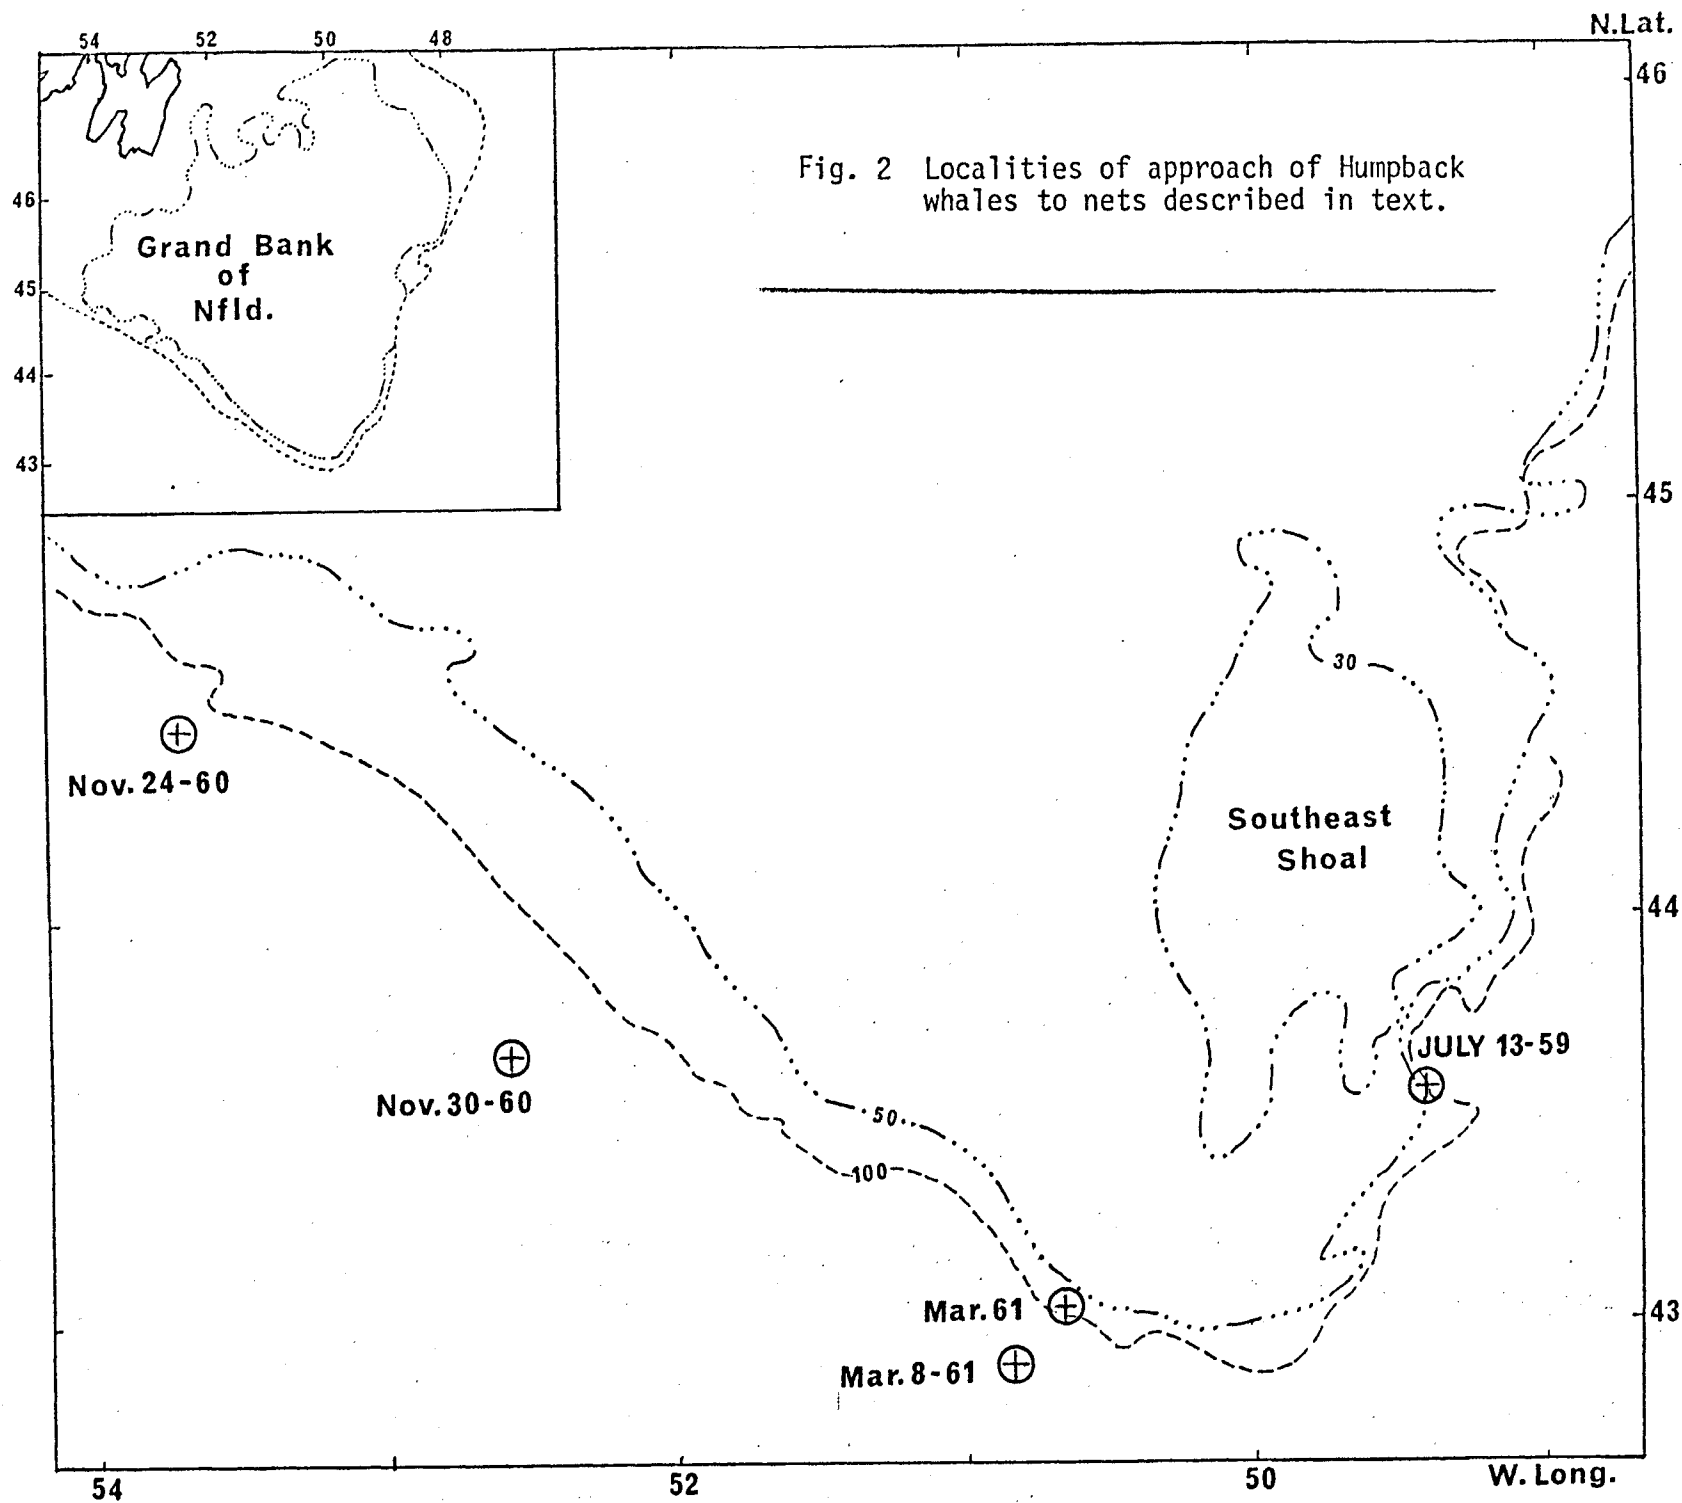 N.Lat.
54 52 50 48
46
Fig. 2 Localities of approach of Humpback
whales to nets described in text.
46
Grand Bank
of
Nfld.
45
44
43
45
30
Nov. 24-60
Southeast
Shoal
44
JULY 13-59
Nov. 30-60
50
100
Mar. 61
43
Mar. 8-61
54 52 50 W. Long.